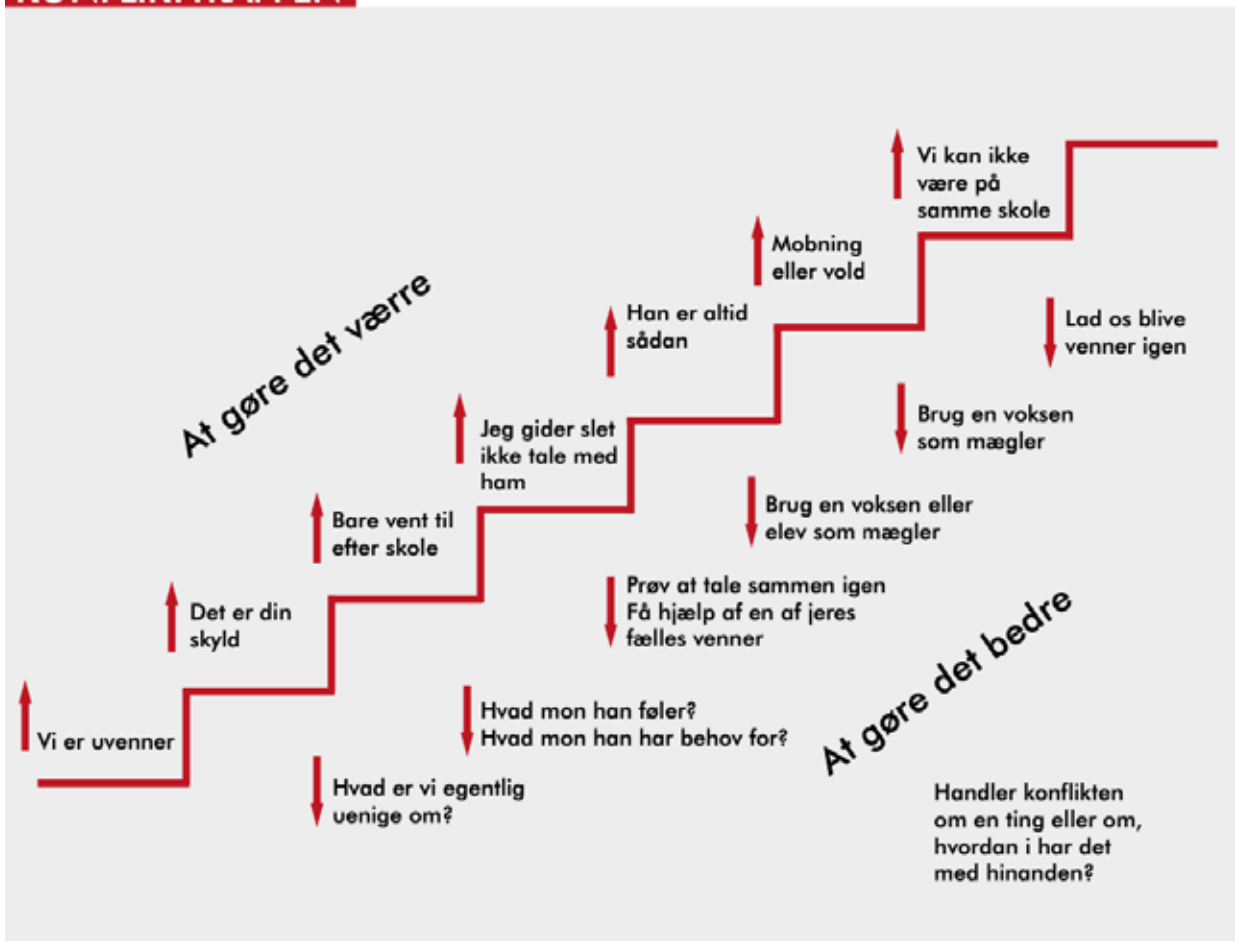 KONFLIKTTRAPPEN
Vi kan ikke
være på
samme skole
Mobning
eller vold
Han er altid
sådan
Jeg gider slet
ikke tale med
ham
Bare vent til
efter skole
Det er din
skyld
Vi er uvenner
At gøre det værre
Lad os blive
venner igen
Brug en voksen
som mægler
Brug en voksen eller
elev som mægler
Prøv at tale sammen igen
Få hjælp af en af jeres
fælles venner
Hvad mon han føler?
Hvad mon han har behov for?
Hvad er vi egentlig
uenige om?
At gøre det bedre
Handler konflikten
om en ting eller om,
hvordan i har det
med hinanden?